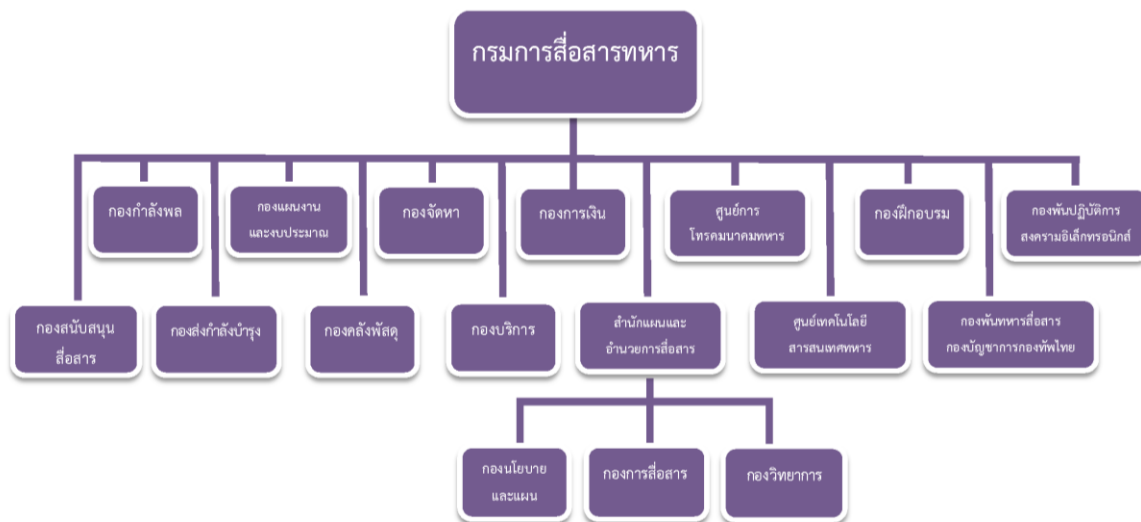 กรมการสื่อสารทหาร
กองกำลังพล
กองแผนงาน
และงบประมาณ
กองจัดหา
กองการเงิน
ศูนย์การ
โทรคมนาคมทหาร
กองฝึกอบรม
กองพันปฏิบัติการ
สงครามอิเล็กทรอนิกส์
กองสนับสนุน
สื่อสาร
กองส่งกำลังบำรุง
กองคลังพัสดุ
กองบริการ
สำนักแผนและ
อำนวยการสื่อสาร
ศูนย์เทคโนโลยี
สารสนเทศทหาร
กองพันทหารสื่อสาร
กองบัญชาการกองทัพไทย
กองนโยบาย
และแผน
กองการสื่อสาร
กองวิทยาการ